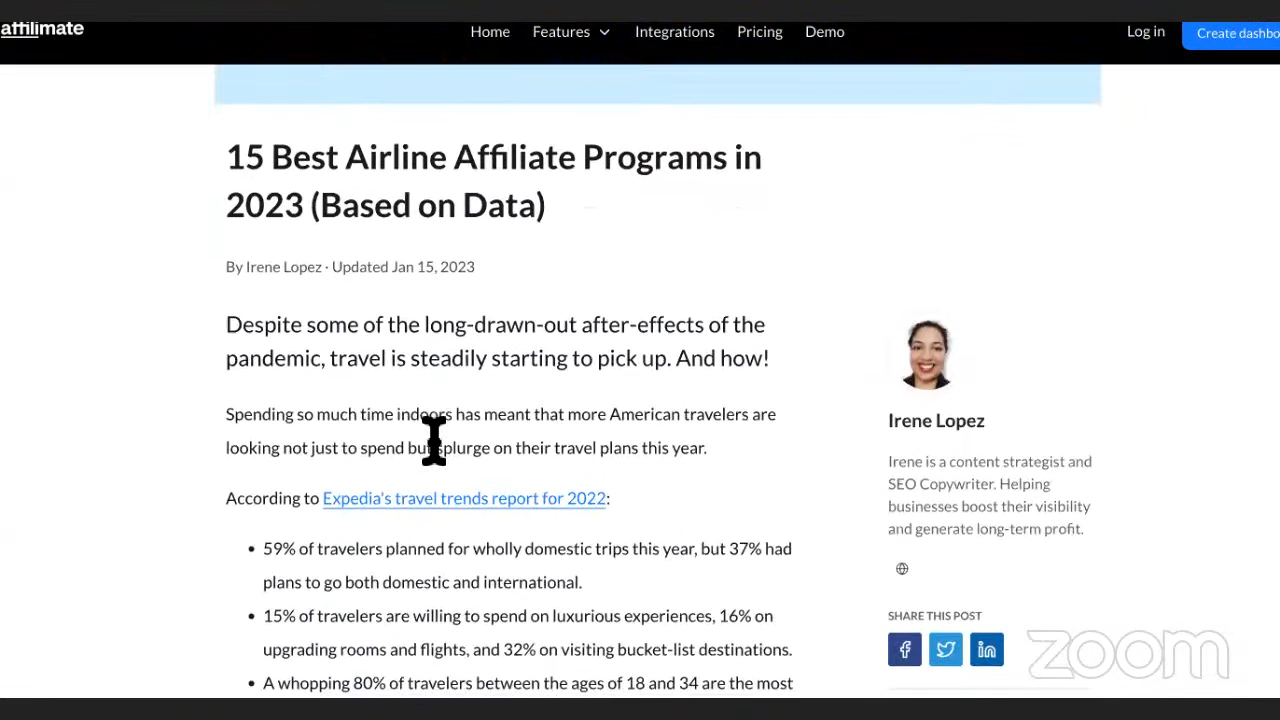 affilimate
Home Features Integrations Pricing Demo
Log in Create dashbo
15 Best Airline Affiliate Programs in
2023 (Based on Data)
By Irene Lopez · Updated Jan 15, 2023
Despite some of the long-drawn-out after-effects of the
pandemic, travel is steadily starting to pick up. And how!
Spending so much time indoors has meant that more American travelers are
looking not just to spend but splurge on their travel plans this year.
According to Expedia's travel trends report for 2022:
• 59% of travelers planned for wholly domestic trips this year, but 37% had
plans to go both domestic and international.
• 15% of travelers are willing to spend on luxurious experiences, 16% on
upgrading rooms and flights, and 32% on visiting bucket-list destinations.
• A whopping 80% of travelers between the ages of 18 and 34 are the most
Irene Lopez
Irene is a content strategist and
SEO Copywriter. Helping
businesses boost their visibility
and generate long-term profit.
SHARE THIS POST
zoom